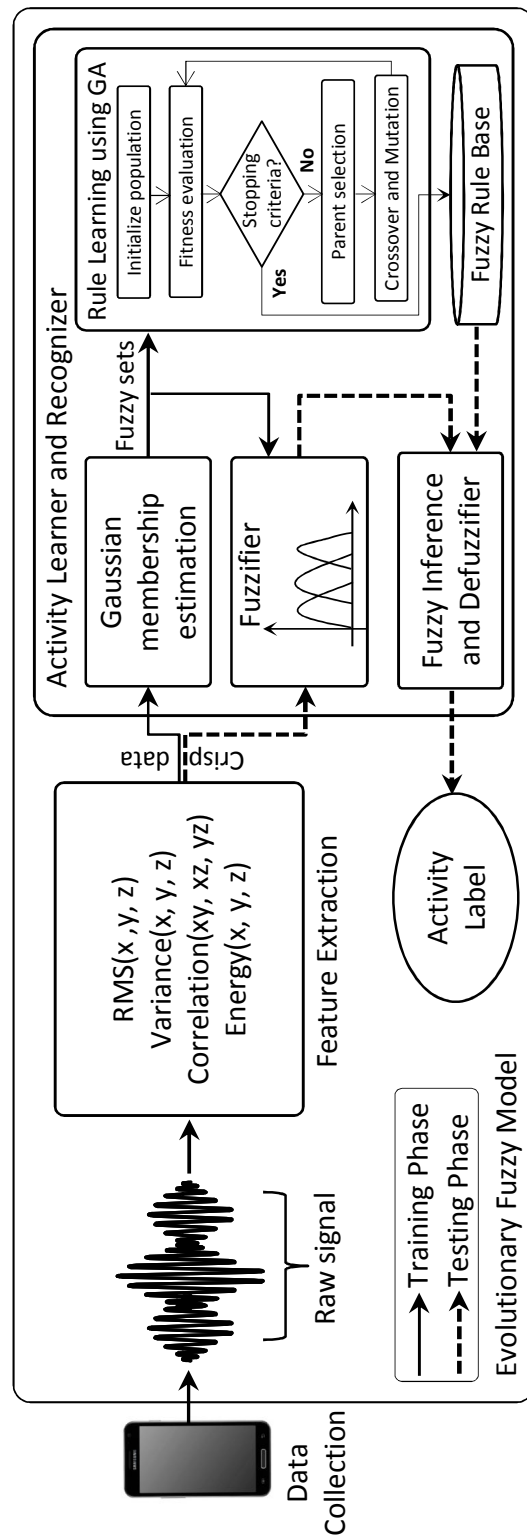 Data
Collection
Raw signal
RMS(x ,y, z)
Variance(x, y, z)
Correlation(xy, xz, yz)
Energy(x, y, z)
Feature Extraction
Crisp
data
Activity Learner and Recognizer
Gaussian
membership
estimation
Fuzzy sets
Fuzzifier
Fuzzy Inference
and Defuzzifier
Rule Learning using GA
Initialize population
Fitness evaluation
Stopping
criteria?
Yes
No
Parent selection
Crossover and Mutation
Fuzzy Rule Base
Activity
Label
Training Phase
Testing Phase
Evolutionary Fuzzy Model